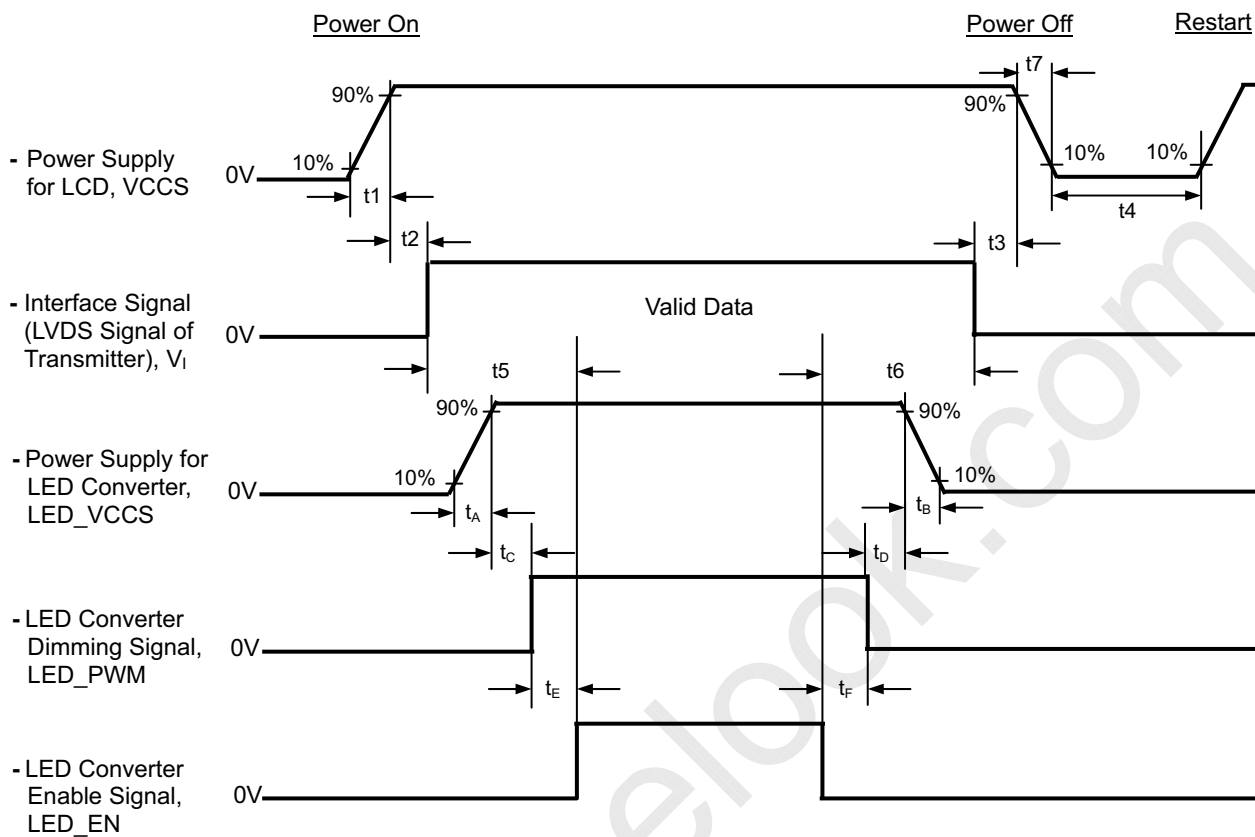 Power On
Power Off
Restart
t7
90%
90%
10%
10%
10%
- Power Supply
for LCD, VCCS
0V
t1
t4
t2
t3
- Interface Signal
(LVDS Signal of
Transmitter), VI
0V
Valid Data
t5
t6
90%
90%
- Power Supply for
LED Converter,
LED_VCCS
0V
10%
10%
tA
tB
tC
tD
- LED Converter
Dimming Signal,
LED_PWM
0V
tE
tF
- LED Converter
Enable Signal,
LED_EN
0V
elook.com